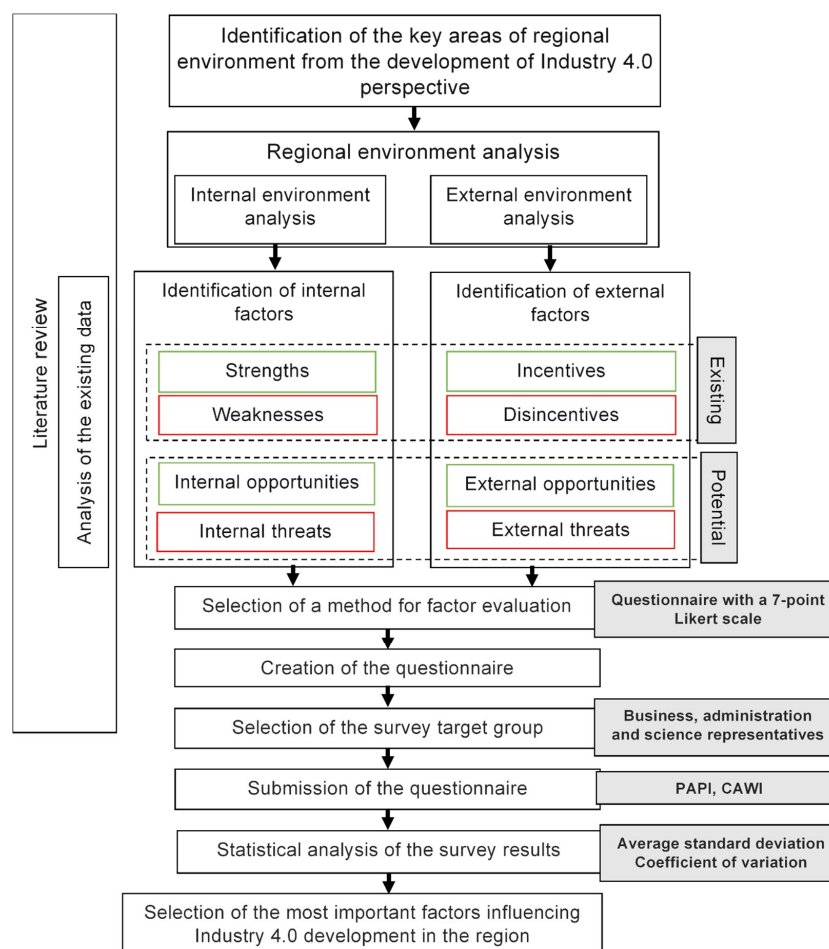 Identification of the key areas of regional
environment from the development of Industry 4.0
perspective
Regional environment analysis
Internal environment
analysis
External environment
analysis
Literature review
Analysis of the existing data
Identification of internal
factors
Identification of external
factors
Strengths
Weaknesses
Incentives
Disincentives
Existing
Internal opportunities
Internal threats
External opportunities
External threats
Potential
Selection of a method for factor evaluation
Questionnaire with a 7-point
Likert scale
Creation of the questionnaire
Selection of the survey target group
Business, administration
and science representatives
Submission of the questionnaire
PAPI, CAWI
Statistical analysis of the survey results
Average standard deviation
Coefficient of variation
Selection of the most important factors influencing
Industry 4.0 development in the region